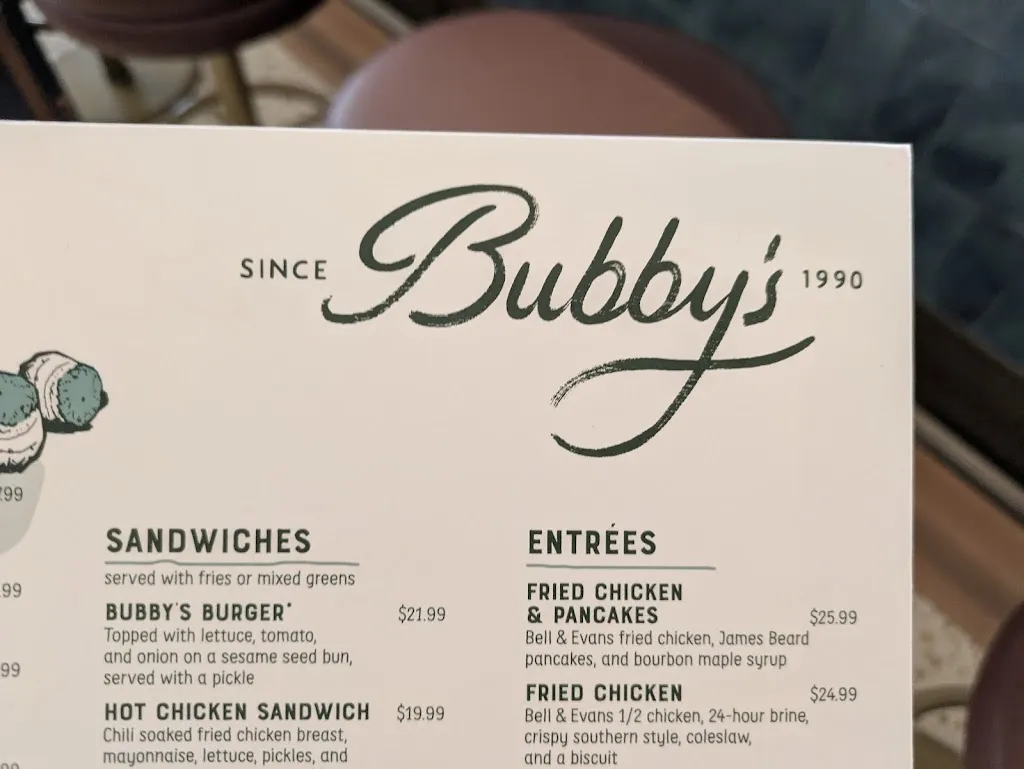 SINCE Bubby's 1990
.99
.99
SANDWICHES
served with fries or mixed greens
BUBBY'S BURGER* $21.99
Topped with lettuce, tomato,
and onion on a sesame seed bun,
served with a pickle
HOT CHICKEN SANDWICH $19.99
Chili soaked fried chicken breast,
mayonnaise, lettuce, pickles, and
ENTRÉES
FRIED CHICKEN
& PANCAKES $25.99
Bell & Evans fried chicken, James Beard
pancakes, and bourbon maple syrup
FRIED CHICKEN $24.99
Bell & Evans 1/2 chicken, 24-hour brine,
crispy southern style, coleslaw,
and a biscuit